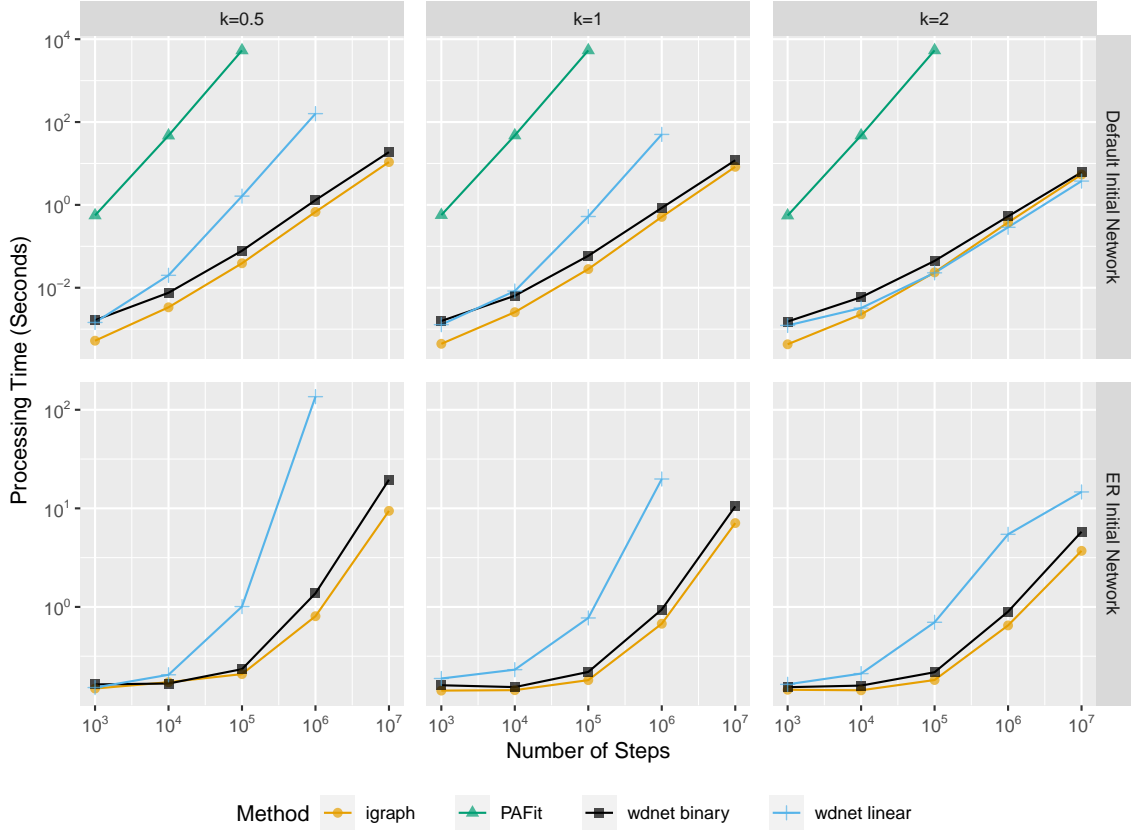 k=0.5
k=1
k=2
10^4
10^2
10^0
10^−2
Default Initial Network
Processing Time (Seconds)
10^2
10^1
10^0
ER Initial Network
10^3 10^4 10^5 10^6 10^7
10^3 10^4 10^5 10^6 10^7
10^3 10^4 10^5 10^6 10^7
Number of Steps
Method igraph PAFit wdnet binary wdnet linear